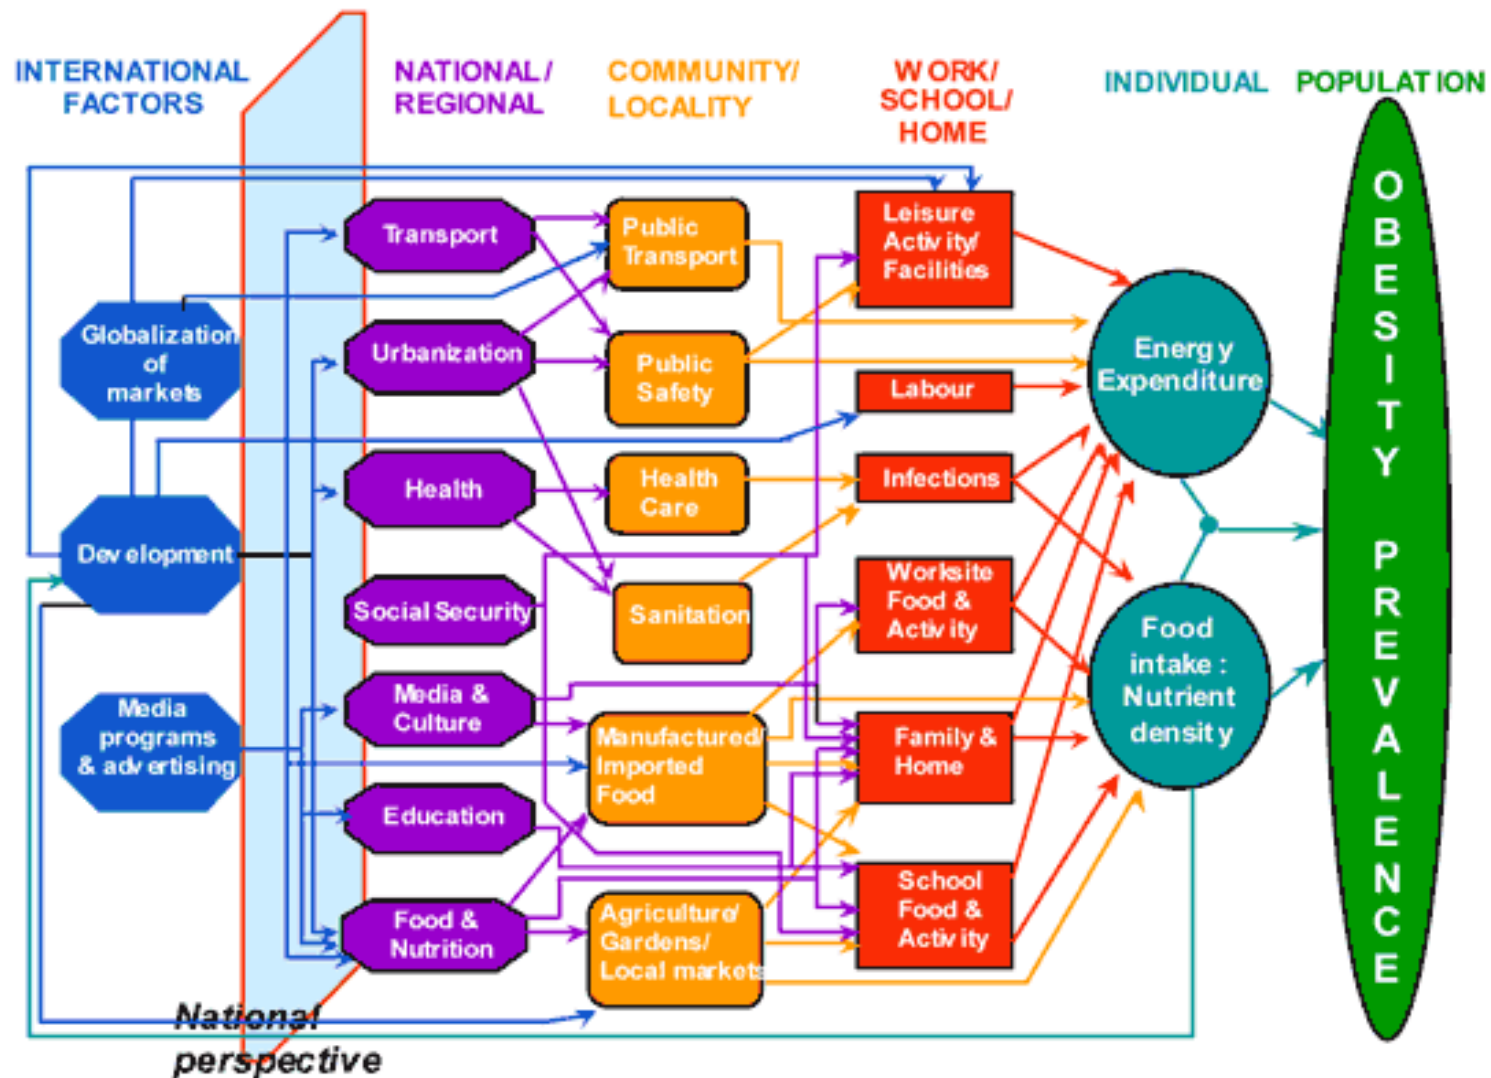 INTERNATIONAL
FACTORS
NATIONAL/
REGIONAL
COMMUNITY/
LOCALITY
WORK/
SCHOOL/
HOME
INDIVIDUAL
POPULATION
Globalization
of
markets
Development
Media
programs
& advertising
National
perspective
Transport
Urbanization
Health
Social Security
Media &
Culture
Education
Food &
Nutrition
Public
Transport
Public
Safety
Health
Care
Sanitation
Manufactured/
Imported
Food
Agriculture/
Gardens/
Local markets
Leisure
Activity/
Facilities
Labour
Infections
Worksite
Food &
Activity
Family &
Home
School
Food &
Activity
Energy
Expenditure
Food
intake :
Nutrient
density
OBESITY PREVALENCE